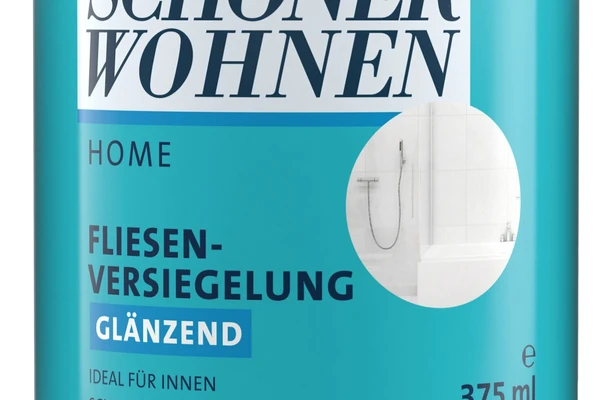 SCHÖNER
WOHNEN
HOME
FLIESEN-
VERSIEGELUNG
GLÄNZEND
IDEAL FÜR INNEN
e
375 ml